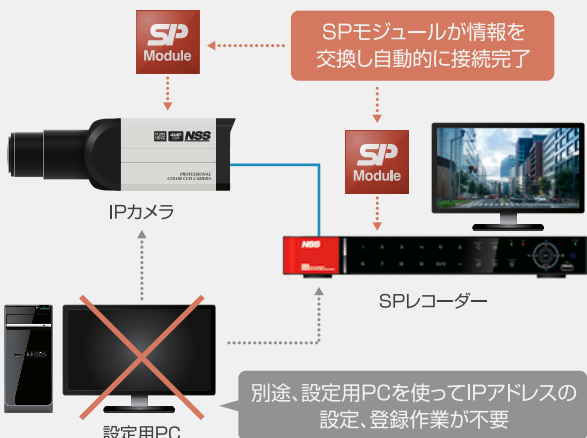 SP
Module
SPモジュールが情報を
交換し自動的に接続完了
4MP
NSS
PROFESSIONAL
COLOR CCD CAMERA
SP
Module
IPカメラ
NSS
SPレコーダー
別途、設定用PCを使ってIPアドレスの
設定、登録作業が不要
設定用PC